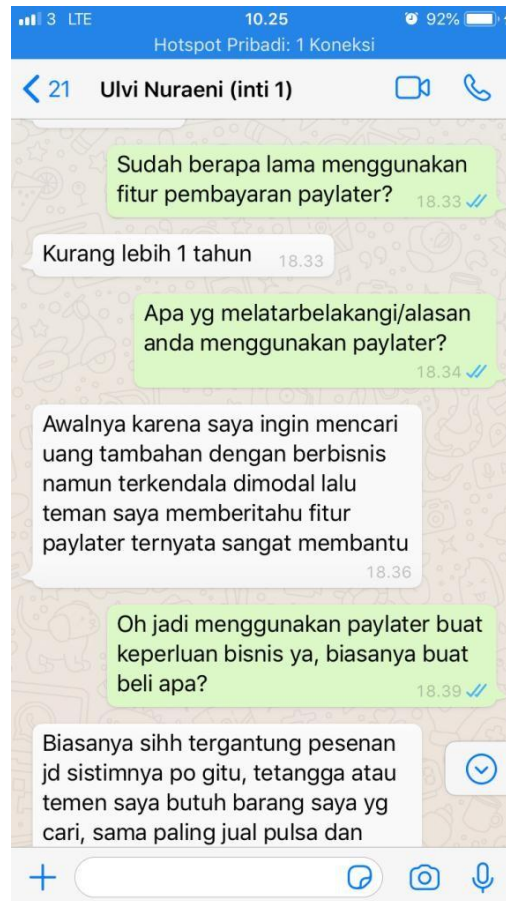 3 LTE 10.25 92%
Hotspot Pribadi: 1 Koneksi
21 Ulvi Nuraeni (inti 1)
Sudah berapa lama menggunakan
fitur pembayaran paylater? 18.33
Kurang lebih 1 tahun 18.33
Apa yg melatarbelakangi/alasan
anda menggunakan paylater?
18.34
Awalnya karena saya ingin mencari
uang tambahan dengan berbisnis
namun terkendala dimodal lalu
teman saya memberitahu fitur
paylater ternyata sangat membantu
18.36
Oh jadi menggunakan paylater buat
keperluan bisnis ya, biasanya buat
beli apa? 18.39
Biasanya sihh tergantung pesenan
jd sistimnya po gitu, tetangga atau
temen saya butuh barang saya yg
cari, sama paling jual pulsa dan